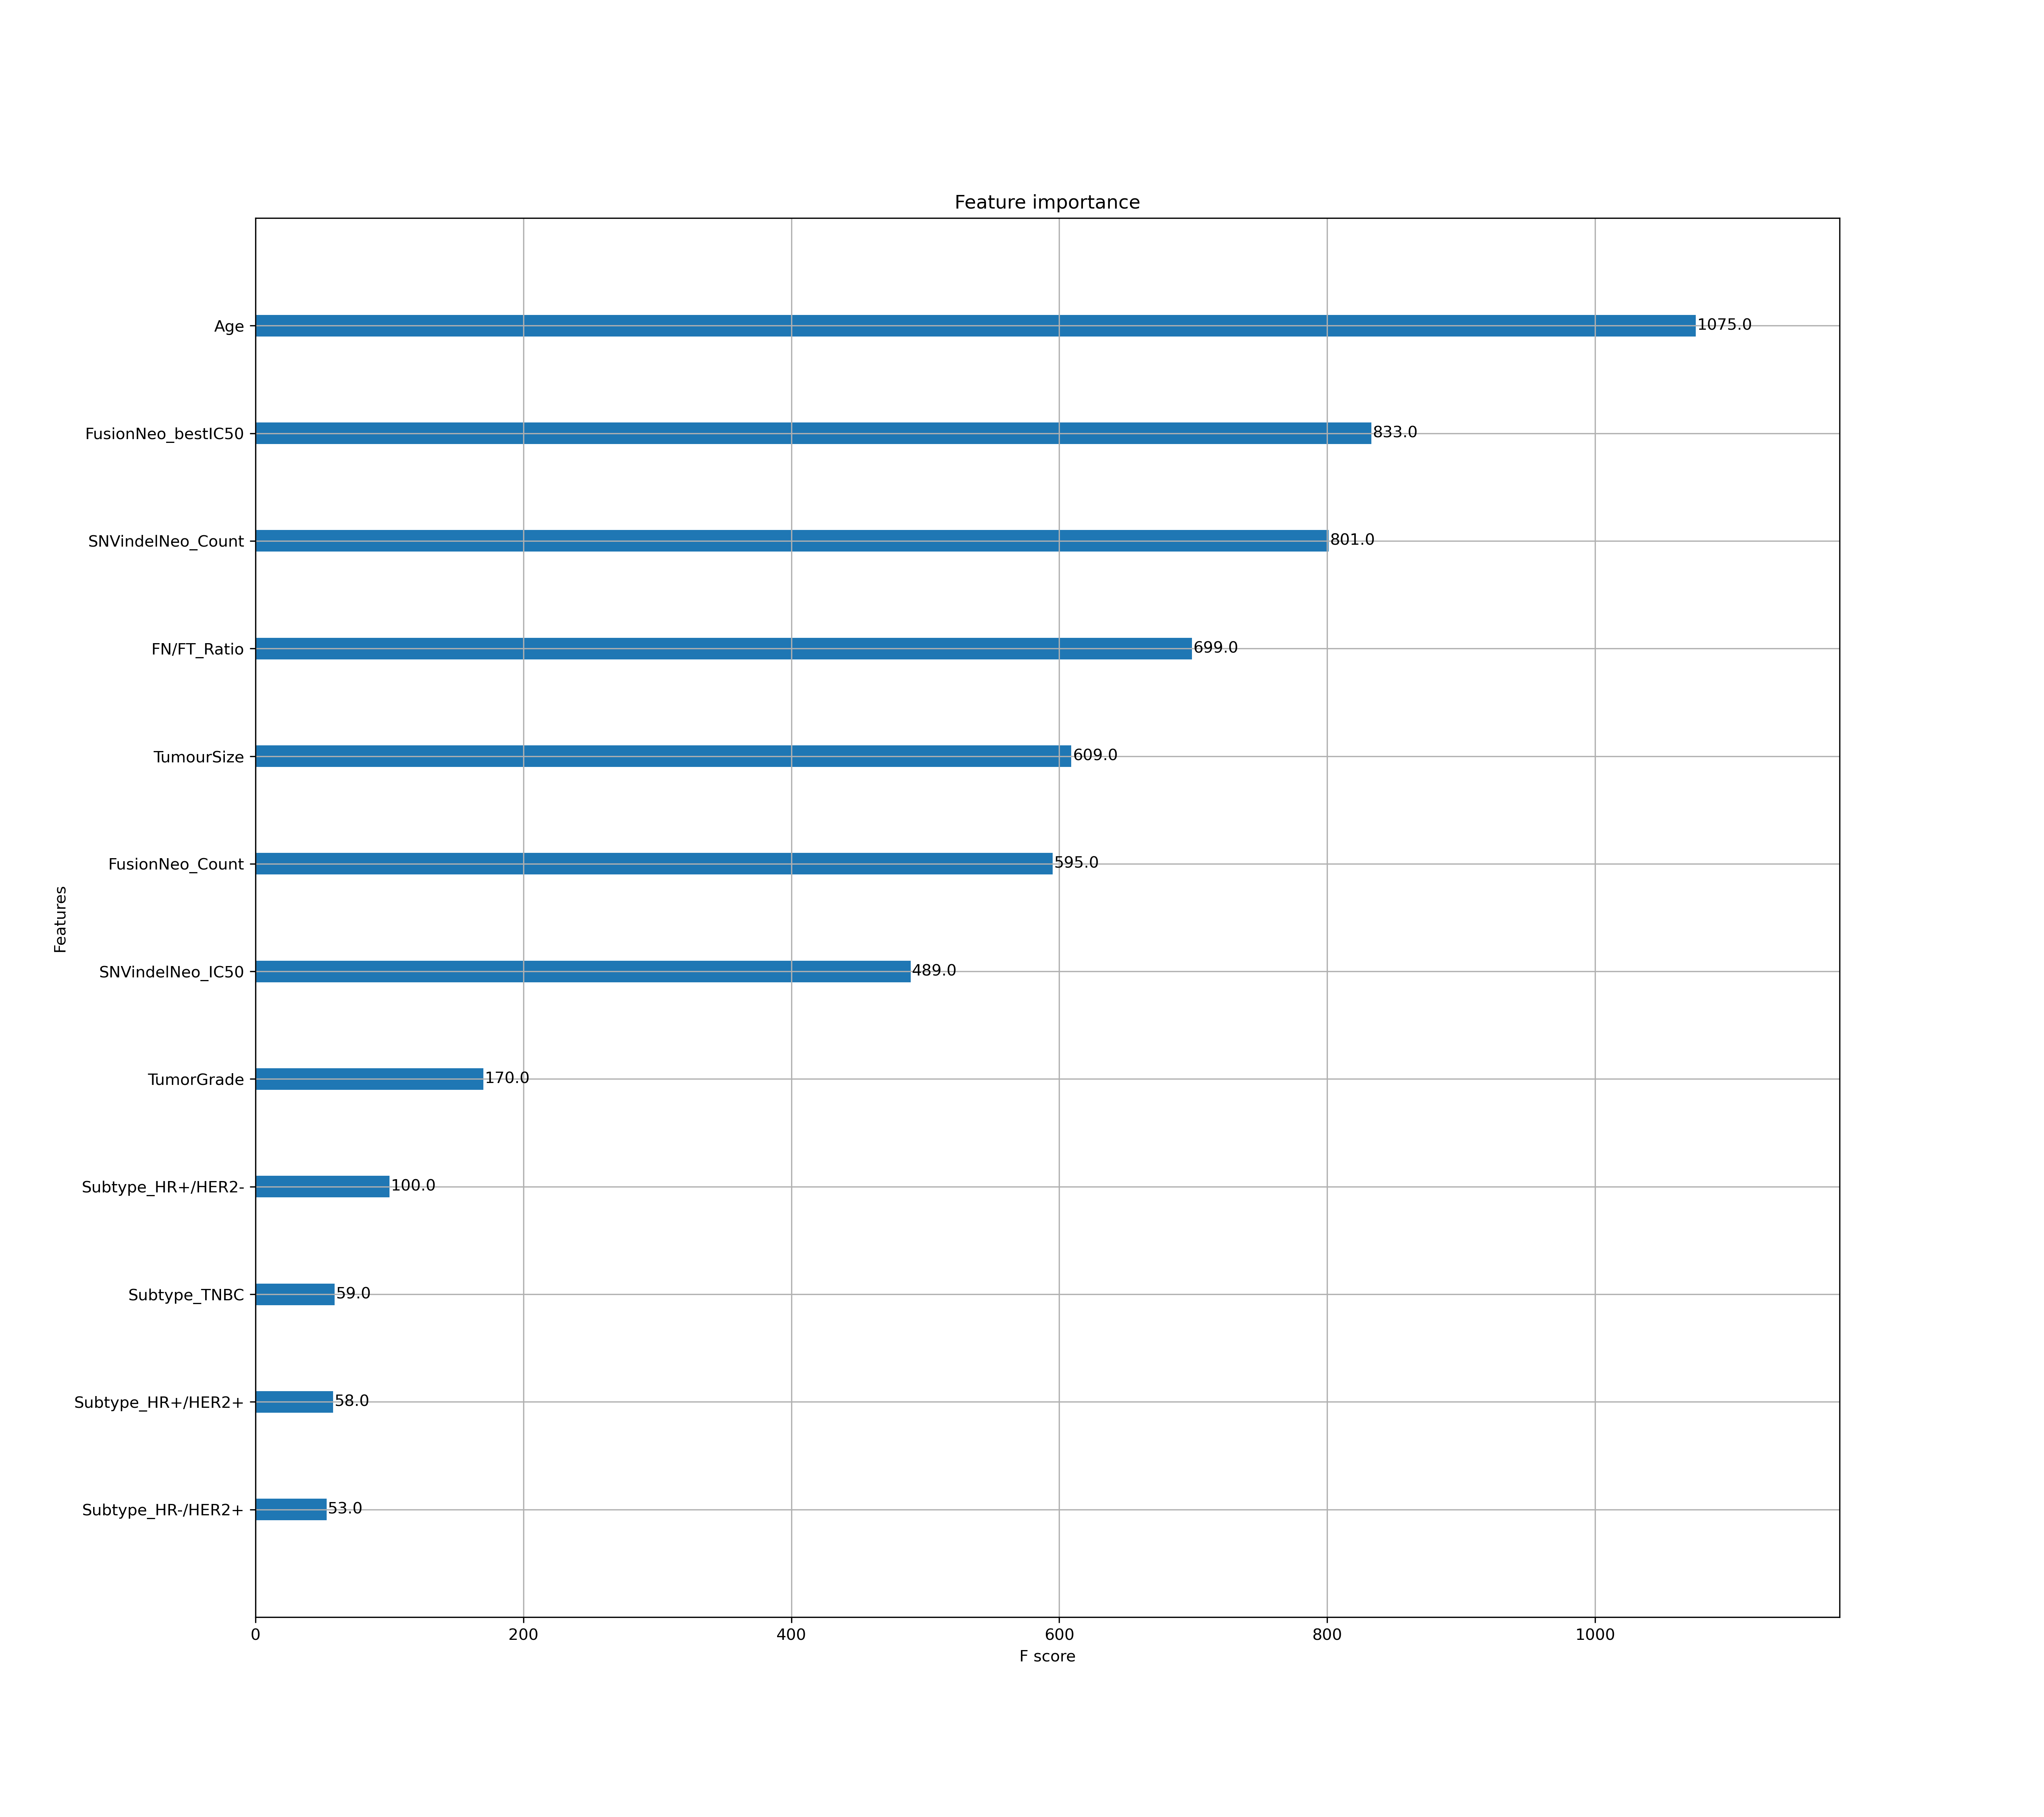 Feature importance
Age 1075.0
FusionNeo_bestIC50 833.0
SNVindelNeo_Count 801.0
FN/FT_Ratio 699.0
TumourSize 609.0
FusionNeo_Count 595.0
Features
SNVindelNeo_IC50 489.0
TumorGrade 170.0
Subtype_HR+/HER2- 100.0
Subtype_TNBC 59.0
Subtype_HR+/HER2+ 58.0
Subtype_HR-/HER2+ 53.0
0 200 400 600 800 1000
F score